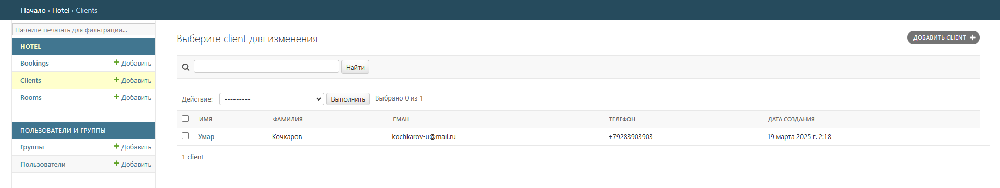 Начало › Hotel › Clients
Начните печатать для фильтрации...
HOTEL
Bookings + Добавить
Clients + Добавить
Rooms + Добавить
ПОЛЬЗОВАТЕЛИ И ГРУППЫ
Группы + Добавить
Пользователи + Добавить
Выберите client для изменения
ДОБАВИТЬ CLIENT +
Найти
Действие: --------- Выполнить Выбрано 0 из 1
ИМЯ ФАМИЛИЯ EMAIL ТЕЛЕФОН ДАТА СОЗДАНИЯ
Умар Кочкаров kochkarov-u@mail.ru +79283903903 19 марта 2025 г. 2:18
1 client